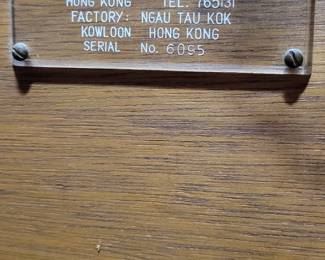 HONG KONG TEL. 765131
FACTORY: NGAU TAU KOK
KOWLOON HONG KONG
SERIAL No. 6095